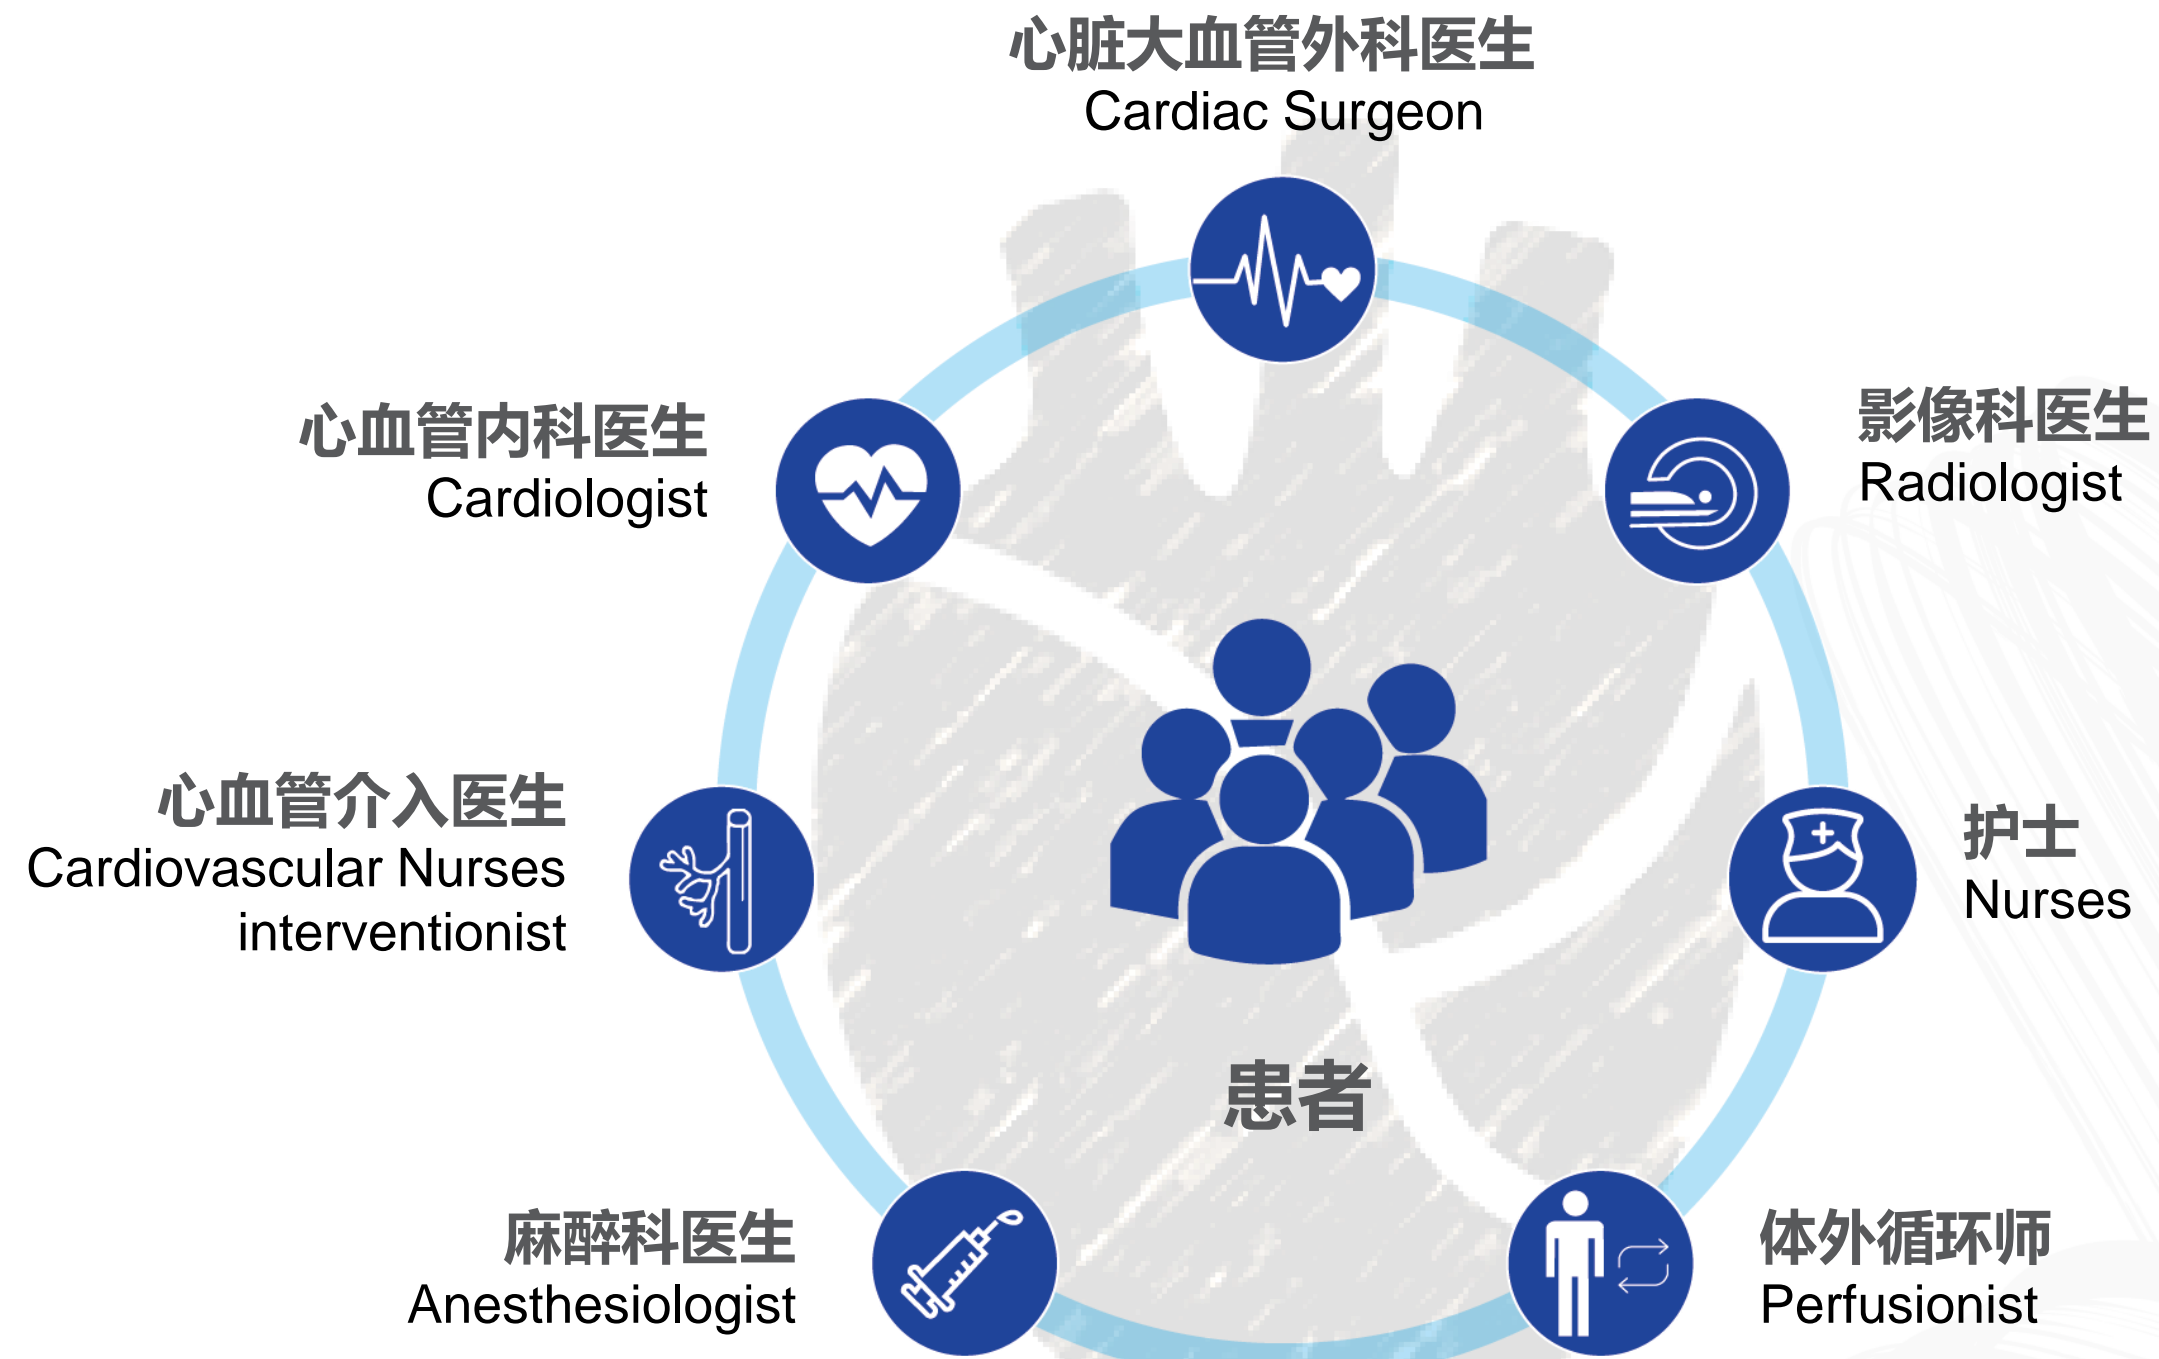 心脏大血管外科医生
Cardiac Surgeon
心血管内科医生
Cardiologist
影像科医生
Radiologist
心血管介入医生
Cardiovascular Nurses
interventionist
护士
Nurses
患者
麻醉科医生
Anesthesiologist
体外循环师
Perfusionist